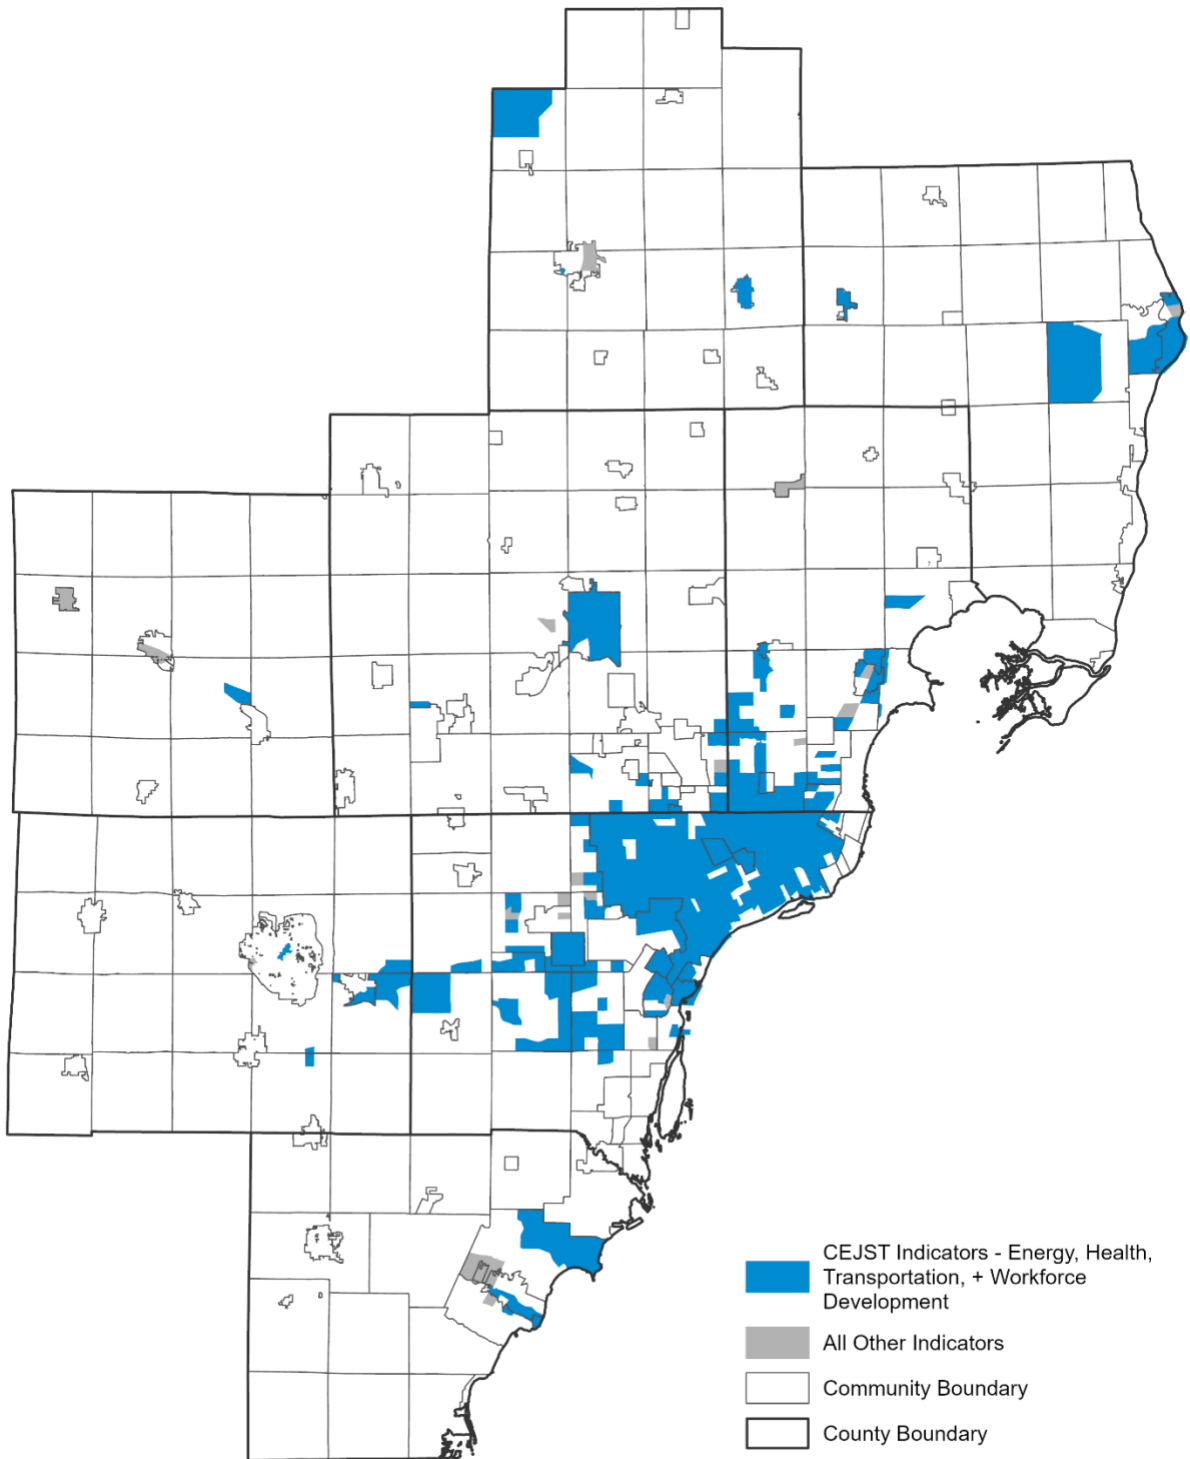 CEJST Indicators - Energy, Health,
Transportation, + Workforce
Development
All Other Indicators
Community Boundary
County Boundary